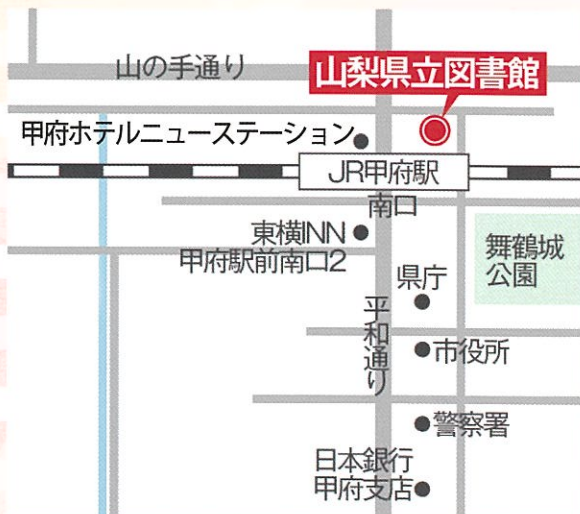 山の手通り
山梨県立図書館
甲府ホテルニューステーション
JR甲府駅
南口
東横INN
甲府駅前南口2
舞鶴城
公園
県庁
平和通り
市役所
警察署
日本銀行
甲府支店